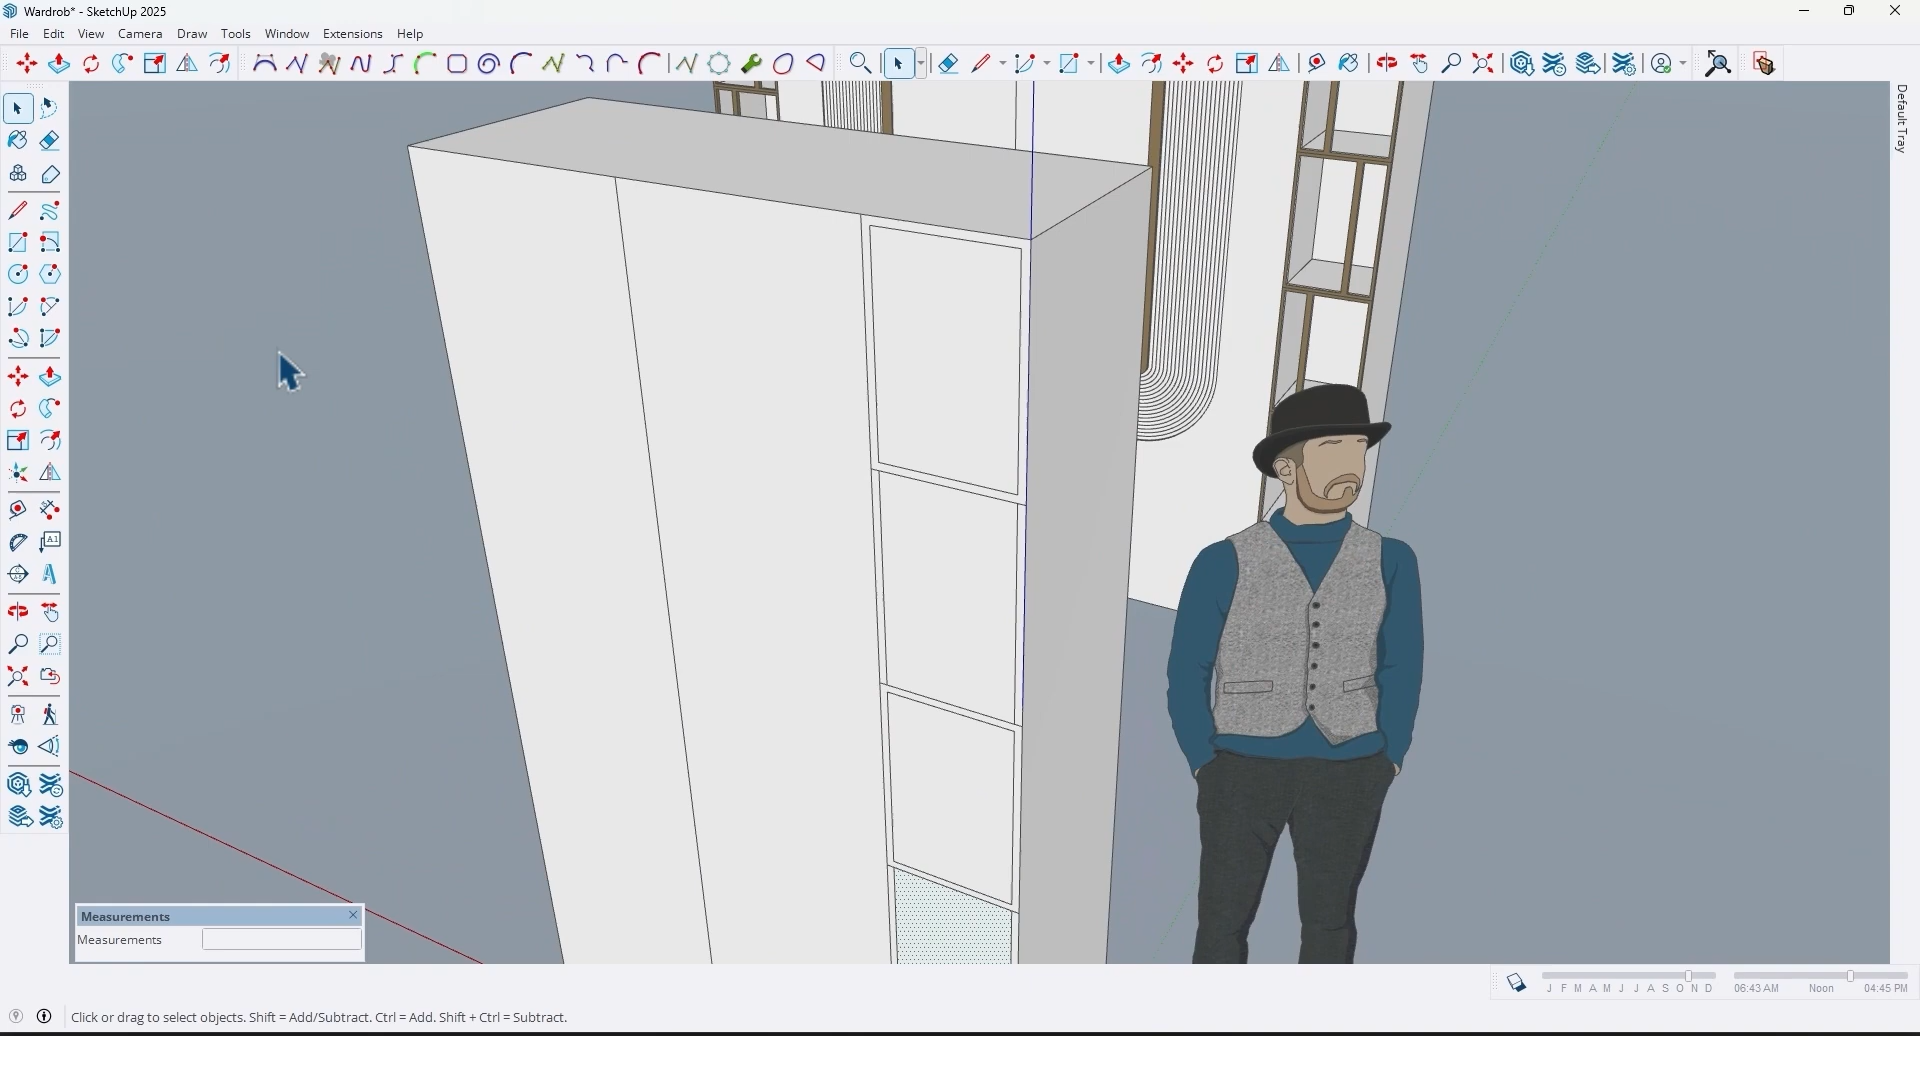 Wardrob* - SketchUp 2025
File Edit View Camera Draw Tools Window Extensions Help
Default Tray
A1
Measurements
Measurements
J F M A M J J A S O N D 06:43 AM Noon 04:45 PM
Click or drag to select objects. Shift = Add/Subtract. Ctrl = Add. Shift + Ctrl = Subtract.